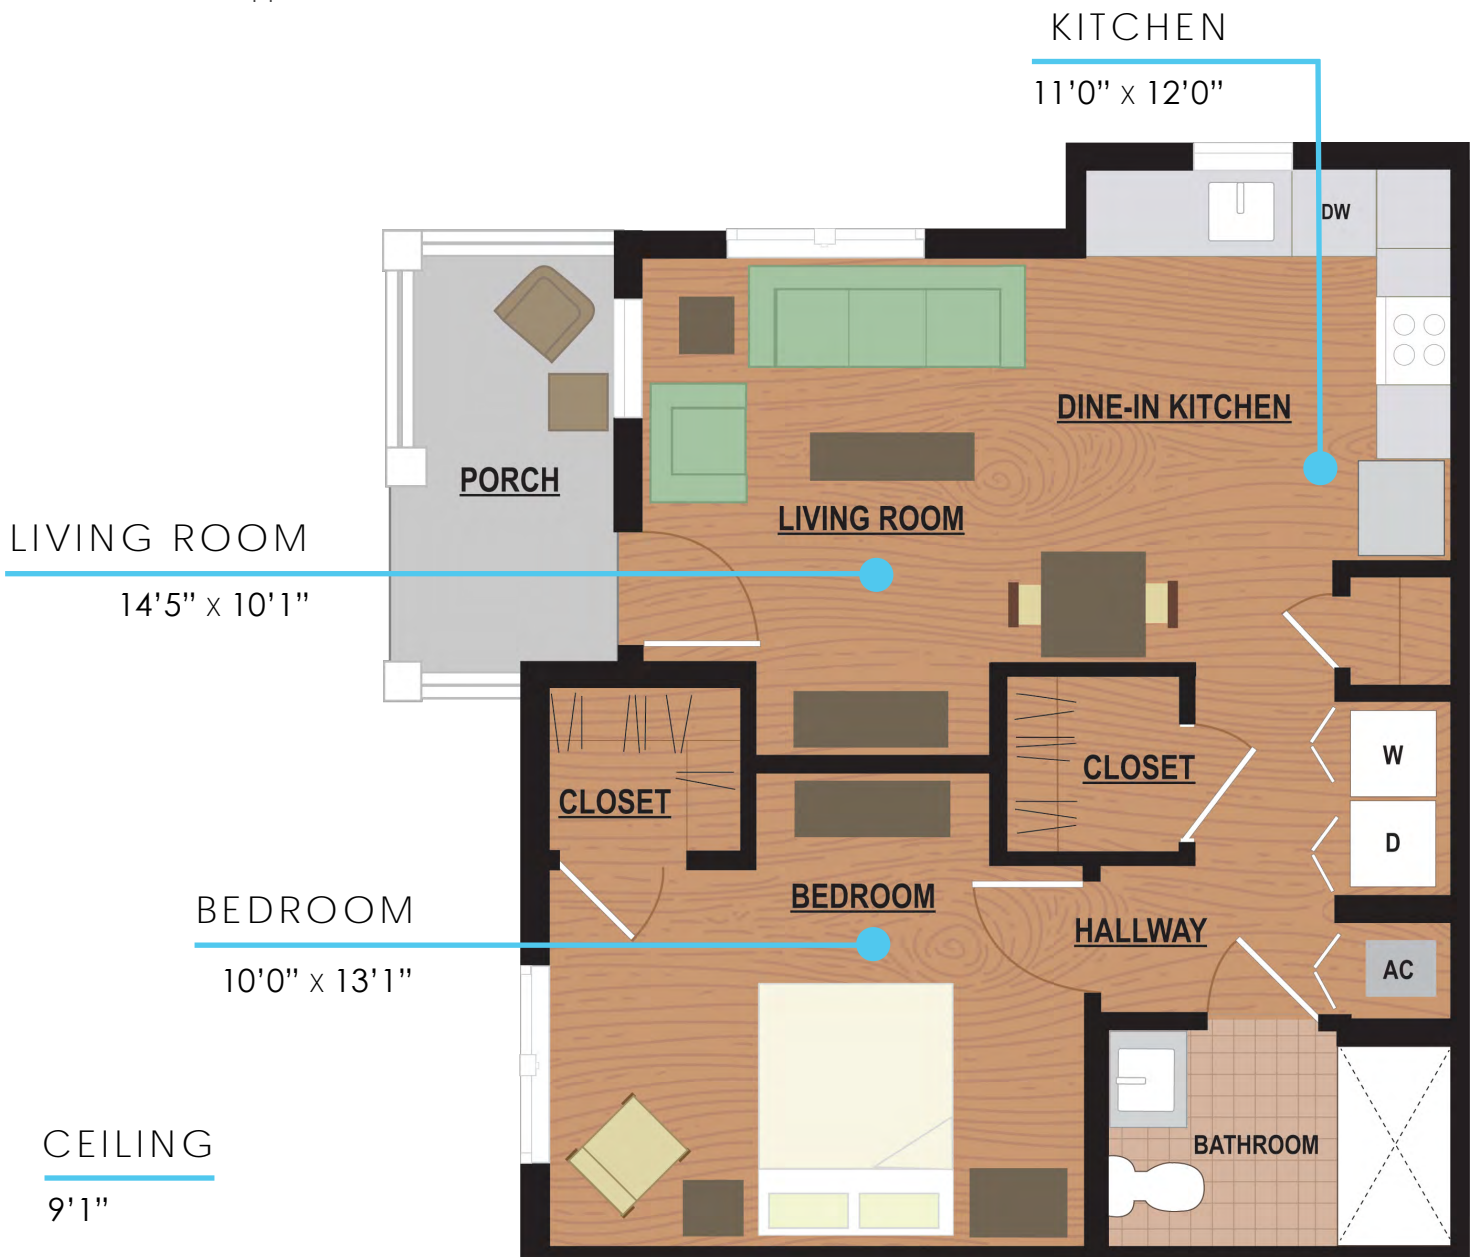 KITCHEN
11’0” x 12’0”
DW
DINE-IN KITCHEN
PORCH
LIVING ROOM
LIVING ROOM
14’5” x 10’1”
CLOSET
W
CLOSET
D
BEDROOM
BEDROOM
HALLWAY
10’0” x 13’1”
AC
CEILING
9’1”
BATHROOM